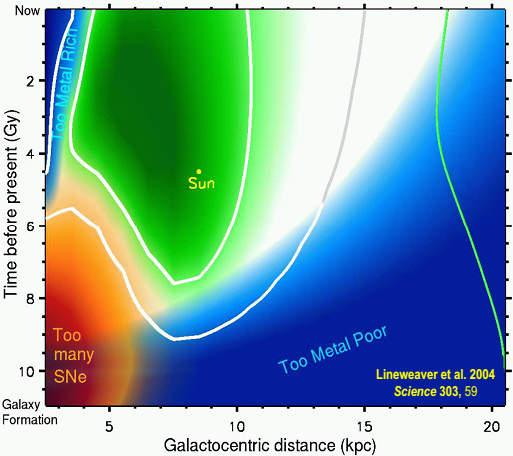 Now
2
4
6
8
10
Galaxy
Formation
Time before present (Gy)
Too Metal Rich
Sun
Too
many
SNe
Too Metal Poor
Lineweaver et al. 2004
Science 303, 59
5
10
15
20
Galactocentric distance (kpc)